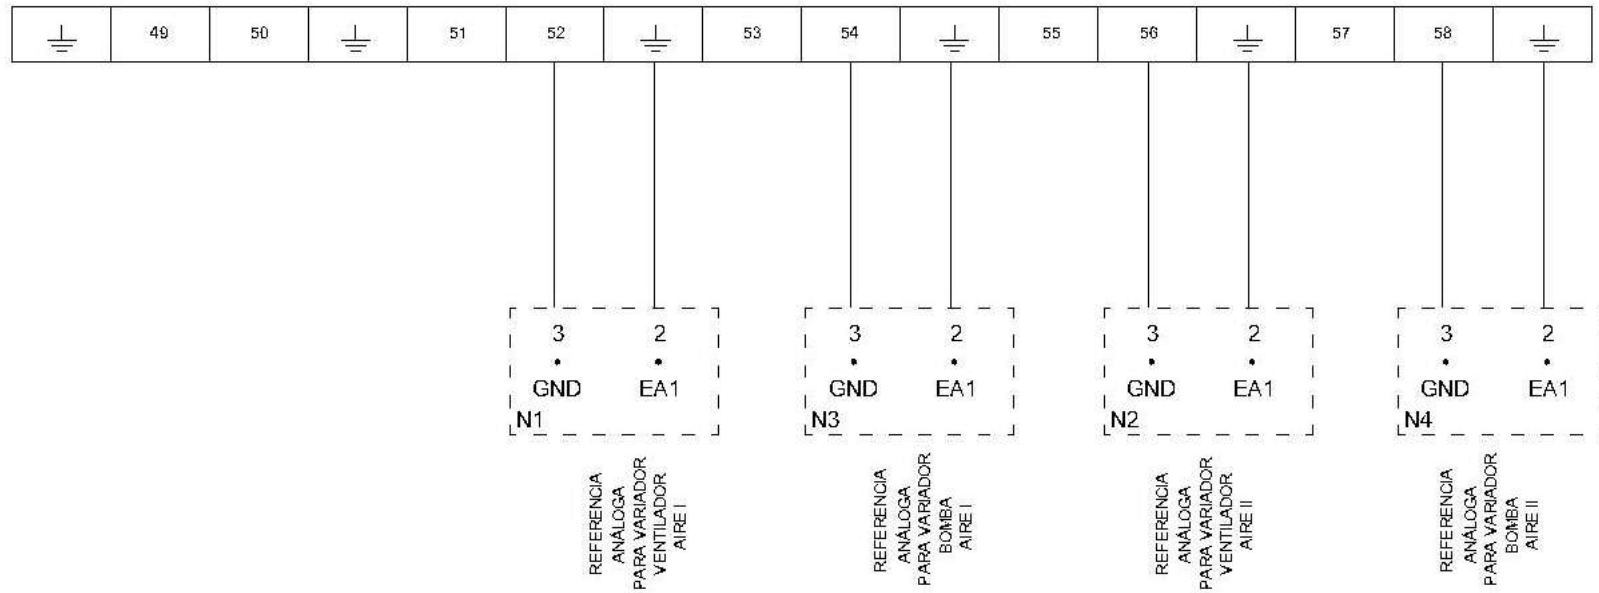 49 50 51 52 53 54 55 56 57 58
3 2
GND EA1
N1
3 2
GND EA1
N3
3 2
GND EA1
N2
3 2
GND EA1
N4
REFERENCIA
ANÁLOGA
PARA VARIADOR
VENTILADOR
AIRE I
REFERENCIA
ANÁLOGA
PARA VARIADOR
BOMBA
AIRE I
REFERENCIA
ANÁLOGA
PARA VARIADOR
VENTILADOR
AIRE II
REFERENCIA
ANÁLOGA
PARA VARIADOR
BOMBA
AIRE II